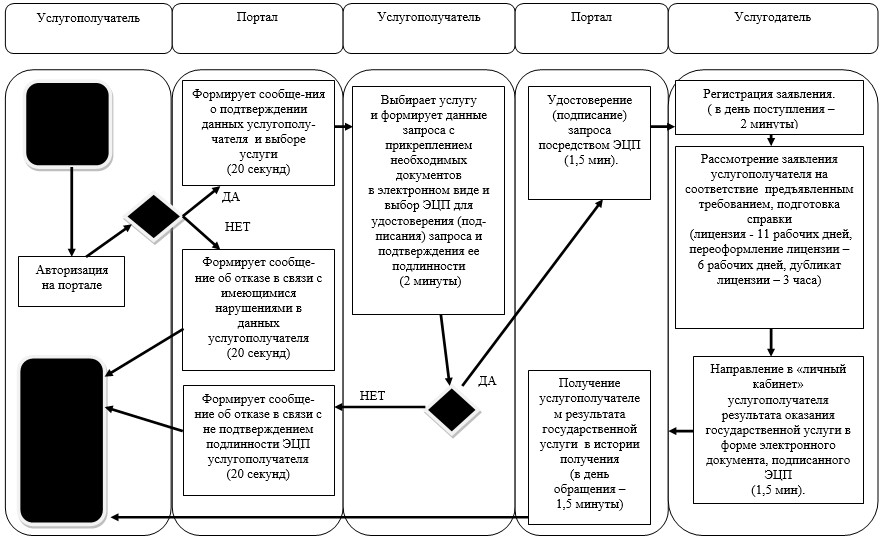 Услугополучатель
Портал
Услугополучатель
Портал
Услугодатель
Авторизация
на портале
Формирует сообще-ния
о подтверждении
данных услугополу-
чателя и выборе
услуги
(20 секунд)
ДА
НЕТ
Формирует сообще-
ние об отказе в связи с
имеющимися
нарушениями в
данных
услугополучателя
(20 секунд)
Формирует сообще-
ние об отказе в связи с
не подтверждением
подлинности ЭЦП
услугополучателя
(20 секунд)
Выбирает услугу
и формирует данные
запроса с
прикреплением
необходимых
документов
в электронном виде и
выбор ЭЦП для
удостоверения (под-
писания) запроса и
подтверждения ее
подлинности
(2 минуты)
НЕТ
ДА
Удостоверение
(подписание)
запроса
посредством ЭЦП
(1,5 мин).
Регистрация заявления.
( в день поступления –
2 минуты)
Рассмотрение заявления
услугополучателя на
соответствие предъявленным
требованием, подготовка
справки
(лицензия - 11 рабочих дней,
переоформление лицензии –
6 рабочих дней, дубликат
лицензии – 3 часа)
Направление в «личный
кабинет»
услугополучателя
результата оказания
государственной услуги в
форме электронного
документа, подписанного
ЭЦП
(1,5 мин).
Получение
услугополучателе
м результата
государственной
услуги в истории
получения
(в день
обращения –
1,5 минуты)